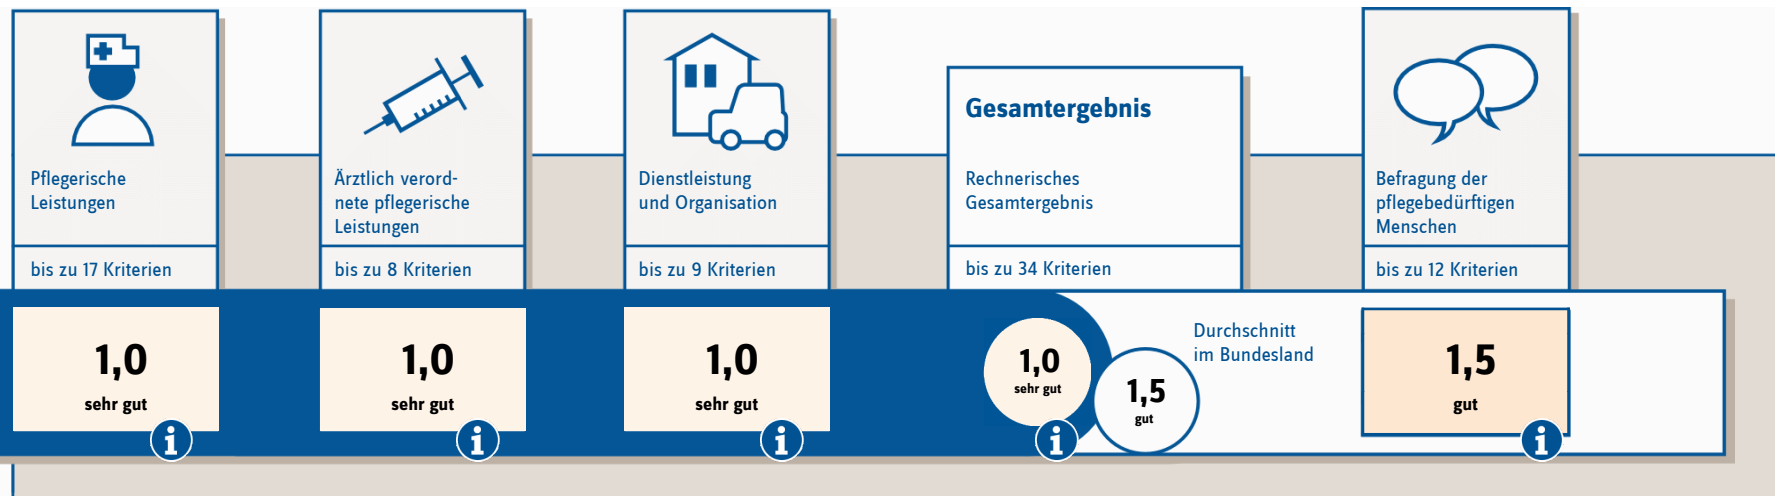 Pflegerische
Leistungen
bis zu 17 Kriterien
1,0
sehr gut
i
Ärztlich verord-
nete pflegerische
Leistungen
bis zu 8 Kriterien
1,0
sehr gut
i
Dienstleistung
und Organisation
bis zu 9 Kriterien
1,0
sehr gut
i
Gesamtergebnis
Rechnerisches
Gesamtergebnis
bis zu 34 Kriterien
1,0
sehr gut
i
1,5
gut
Durchschnitt
im Bundesland
Befragung der
pflegebedürftigen
Menschen
bis zu 12 Kriterien
1,5
gut
i